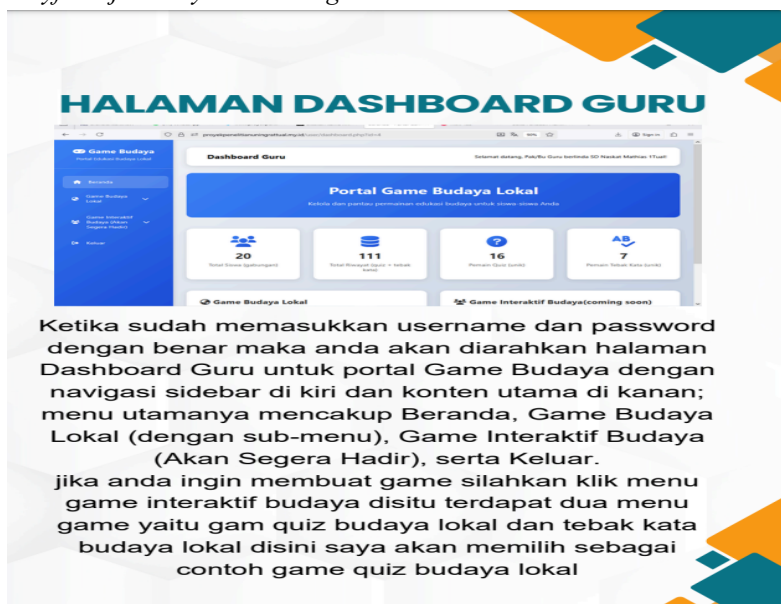 HALAMAN DASHBOARD GURU
Game Budaya
Portal Edukasi Budaya Lokal
Beranda
Game Budaya
Lokal
Game Interaktif
Budaya (Akan
Segera Hadir)
Keluar
Dashboard Guru
Portal Game Budaya Lokal
Kelola dan pantau permainan edukasi budaya untuk siswa-siswa Anda
20
Total Siswa (gabungan)
111
Total Riwayat (quiz + tebak
kata)
16
Pemain Quiz (unik)
7
Pemain Tebak Kata (unik)
Game Budaya Lokal
Game Interaktif Budaya(coming soon)
Ketika sudah memasukkan username dan password
dengan benar maka anda akan diarahkan halaman
Dashboard Guru untuk portal Game Budaya dengan
navigasi sidebar di kiri dan konten utama di kanan;
menu utamanya mencakup Beranda, Game Budaya
Lokal (dengan sub-menu), Game Interaktif Budaya
(Akan Segera Hadir), serta Keluar.
jika anda ingin membuat game silahkan klik menu
game interaktif budaya disitu terdapat dua menu
game yaitu gam quiz budaya lokal dan tebak kata
budaya lokal disini saya akan memilih sebagai
contoh game quiz budaya lokal